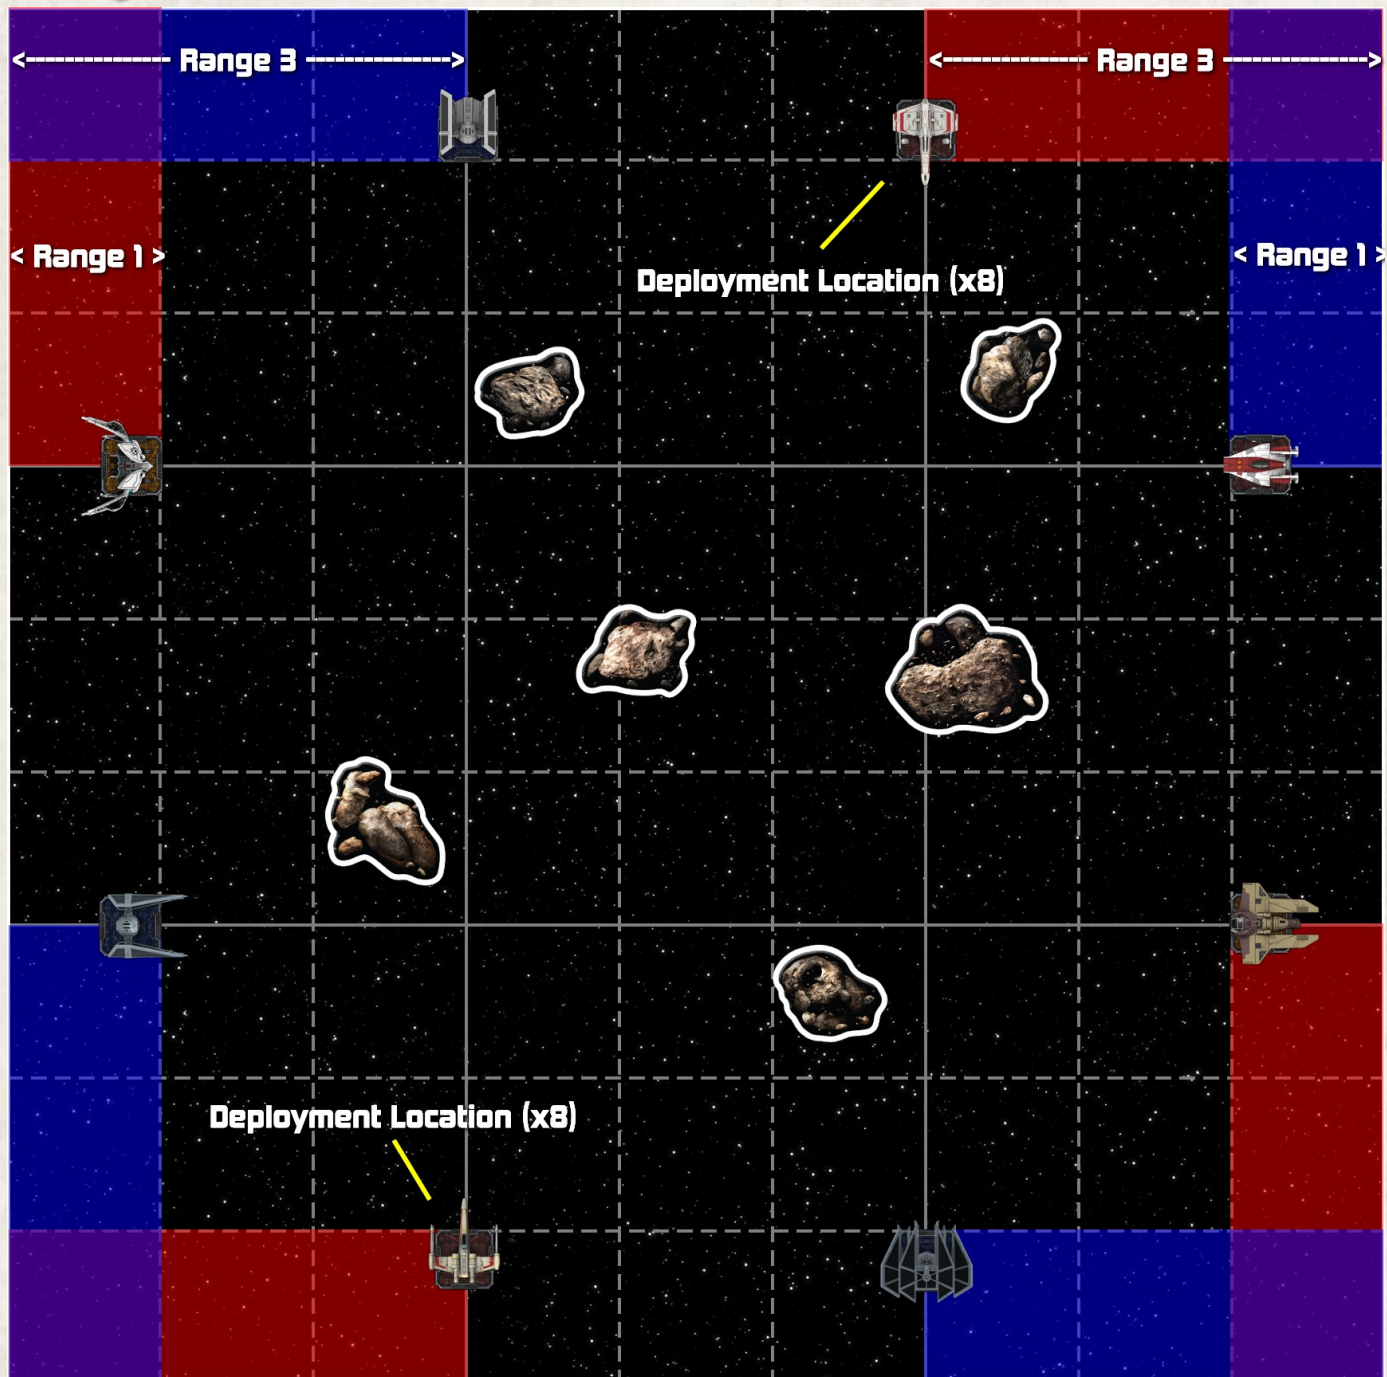 <---------------- Range 3 --------------->
<---------------- Range 3 --------------->
< Range 1 >
< Range 1 >
Deployment Location (x8)
Deployment Location (x8)